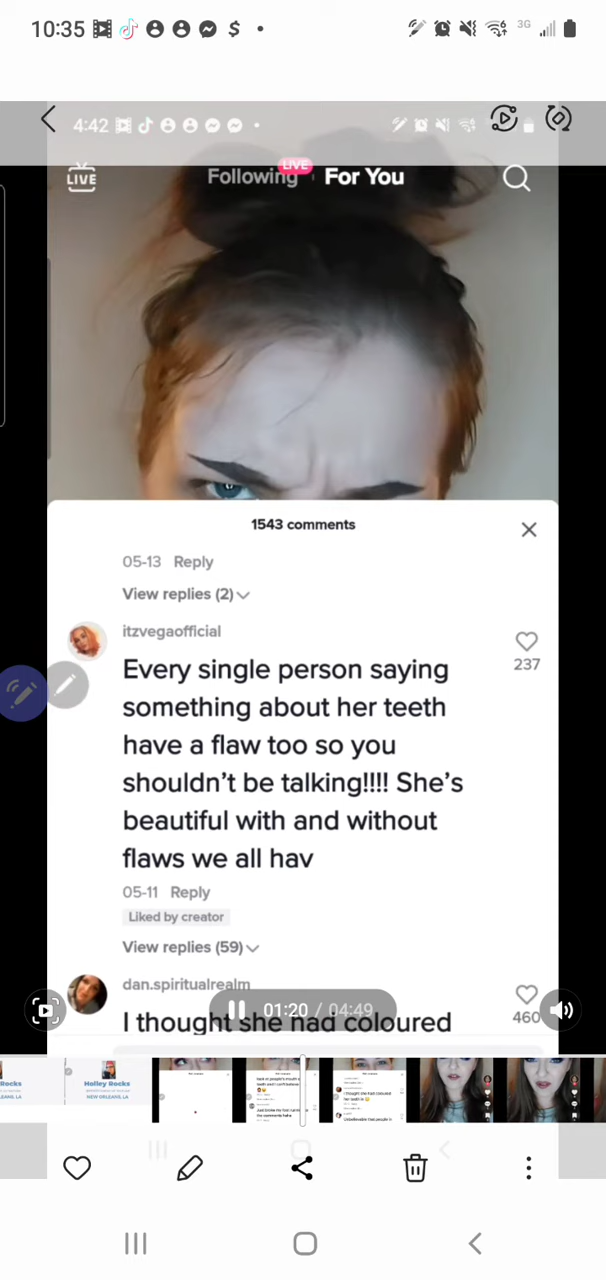 10:35
3G
4:42
LIVE
Following
LIVE
For You
1543 comments
05-13 Reply
View replies (2)
itzvegaofficial
237
Every single person saying
something about her teeth
have a flaw too so you
shouldn't be talking!!!! She's
beautiful with and without
flaws we all hav
05-11 Reply
Liked by creator
View replies (59)
dan.spiritualrealm
460
I thought she had coloured
01:20 / 04:49
Rocks
Holley Rocks
NEW ORLEANS, LA